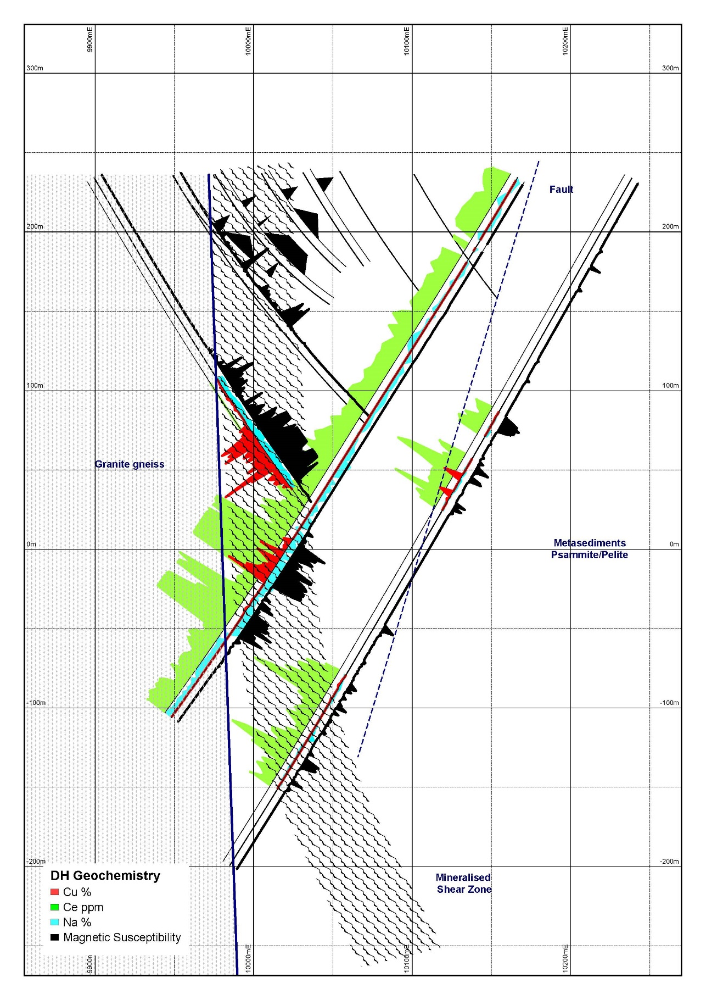 9900mE
10000mE
10100mE
10200mE
300m
300m
Fault
200m
200m
100m
100m
Granite gneiss
0m
0m
Metasediments
Psammite/Pelite
-100m
-100m
-200m
-200m
DH Geochemistry
Cu %
Ce ppm
Na %
Magnetic Susceptibility
Mineralised
Shear Zone
10000mE
10100mE
10200mE